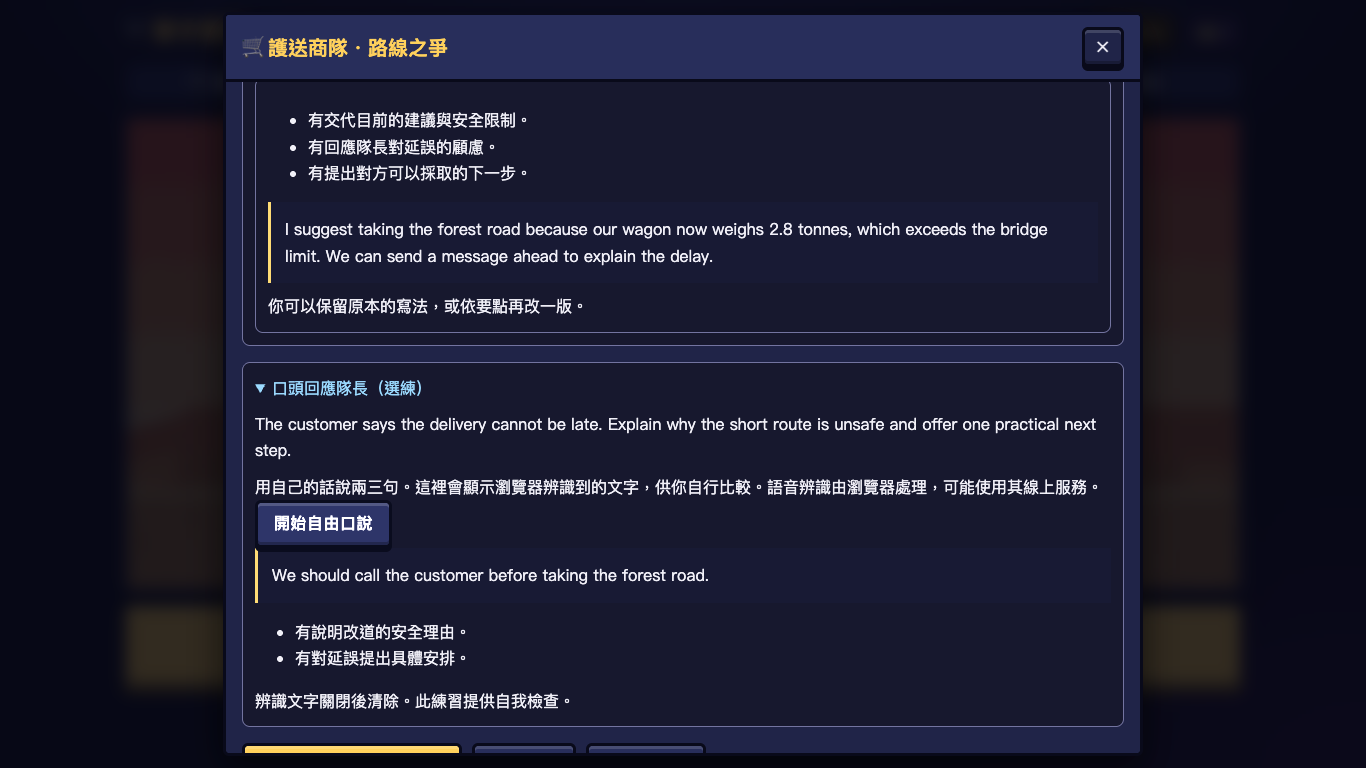 護送商隊・路線之爭
✕
有交代目前的建議與安全限制。
有回應隊長對延誤的顧慮。
有提出對方可以採取的下一步。
I suggest taking the forest road because our wagon now weighs 2.8 tonnes, which exceeds the bridge
limit. We can send a message ahead to explain the delay.
你可以保留原本的寫法，或依要點再改一版。
▼ 口頭回應隊長（選練）
The customer says the delivery cannot be late. Explain why the short route is unsafe and offer one practical next
step.
用自己的話說兩三句。這裡會顯示瀏覽器辨識到的文字，供你自行比較。語音辨識由瀏覽器處理，可能使用其線上服務。
開始自由口說
We should call the customer before taking the forest road.
有說明改道的安全理由。
有對延誤提出具體安排。
辨識文字關閉後清除。此練習提供自我檢查。